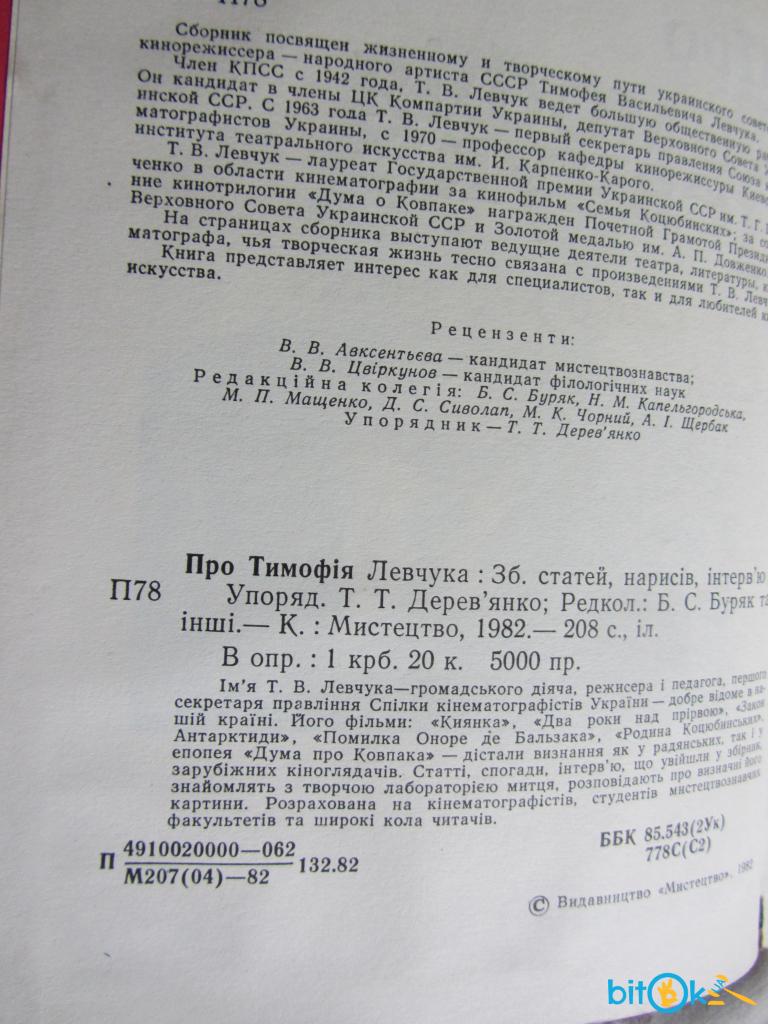 П78
Сборник посвящен жизненному и творческому пути украинского
кинорежиссера — народного артиста СССР Тимофея Васильевича Левчука.
Член КПСС с 1942 года, Т. В. Левчук ведет большую общественную
Он кандидат в члены ЦК Компартии Украины, депутат Верховного Совета
инской ССР. С 1963 года Т. В. Левчук — первый секретарь правления Союза
матографистов Украины, с 1970 — профессор кафедры кинорежиссуры
института театрального искусства им. И. Карпенко-Карого.
Т. В. Левчук — лауреат Государственной премии Украинской ССР им. Т. Г.
ченко в области кинематографии за кинофильм «Семья Коцюбинских»; за
ние кинотрилогии «Дума о Ковпаке» награжден Почетной Грамотой
Верховного Совета Украинской ССР и Золотой медалью им. А. П. Довженко
На страницах сборника выступают ведущие деятели театра, литературы,
матографа, чья творческая жизнь тесно связана с произведениями Т. В.
Книга представляет интерес как для специалистов, так и для любителей
искусства.
Рецензенти:
В. В. Авксентьєва — кандидат мистецтвознавства;
В. В. Цвіркунов — кандидат філологічних наук
Редакційна колегія: Б. С. Буряк, Н. М. Капельгородська,
М. П. Мащенко, Д. С. Сиволап, М. К. Чорний, А. І. Щербак
Упорядник — Т. Т. Дерев'янко
Про Тимофія Левчука : Зб. статей, нарисів, інтерв'ю
П78 Упоряд. Т. Т. Дерев'янко; Редкол.: Б. С. Буряк та
інші.— К. : Мистецтво, 1982.— 208 с., іл.
В опр. : 1 крб. 20 к. 5000 пр.
Ім'я Т. В. Левчука—громадського діяча, режисера і педагога, першого
секретаря правління Спілки кінематографістів України — добре відоме в на-
шій країні. Його фільми: «Киянка», «Два роки над прірвою», «Закон
Антарктиди», «Помилка Оноре де Бальзака», «Родина Коцюбинських»,
епопея «Дума про Ковпака» — дістали визнання як у радянських, так і у
зарубіжних кіноглядачів. Статті, спогади, інтерв'ю, що увійшли у збірник,
знайомлять з творчою лабораторією митця, розповідають про визначні його
картини. Розрахована на кінематографістів, студентів мистецтвознавчих
факультетів та широкі кола читачів.
П 4910020000—062 132.82
М207(04)—82
ББК 85.543(2Ук)
778С(С2)
© Видавництво «Мистецтво», 1982
bitOk UA